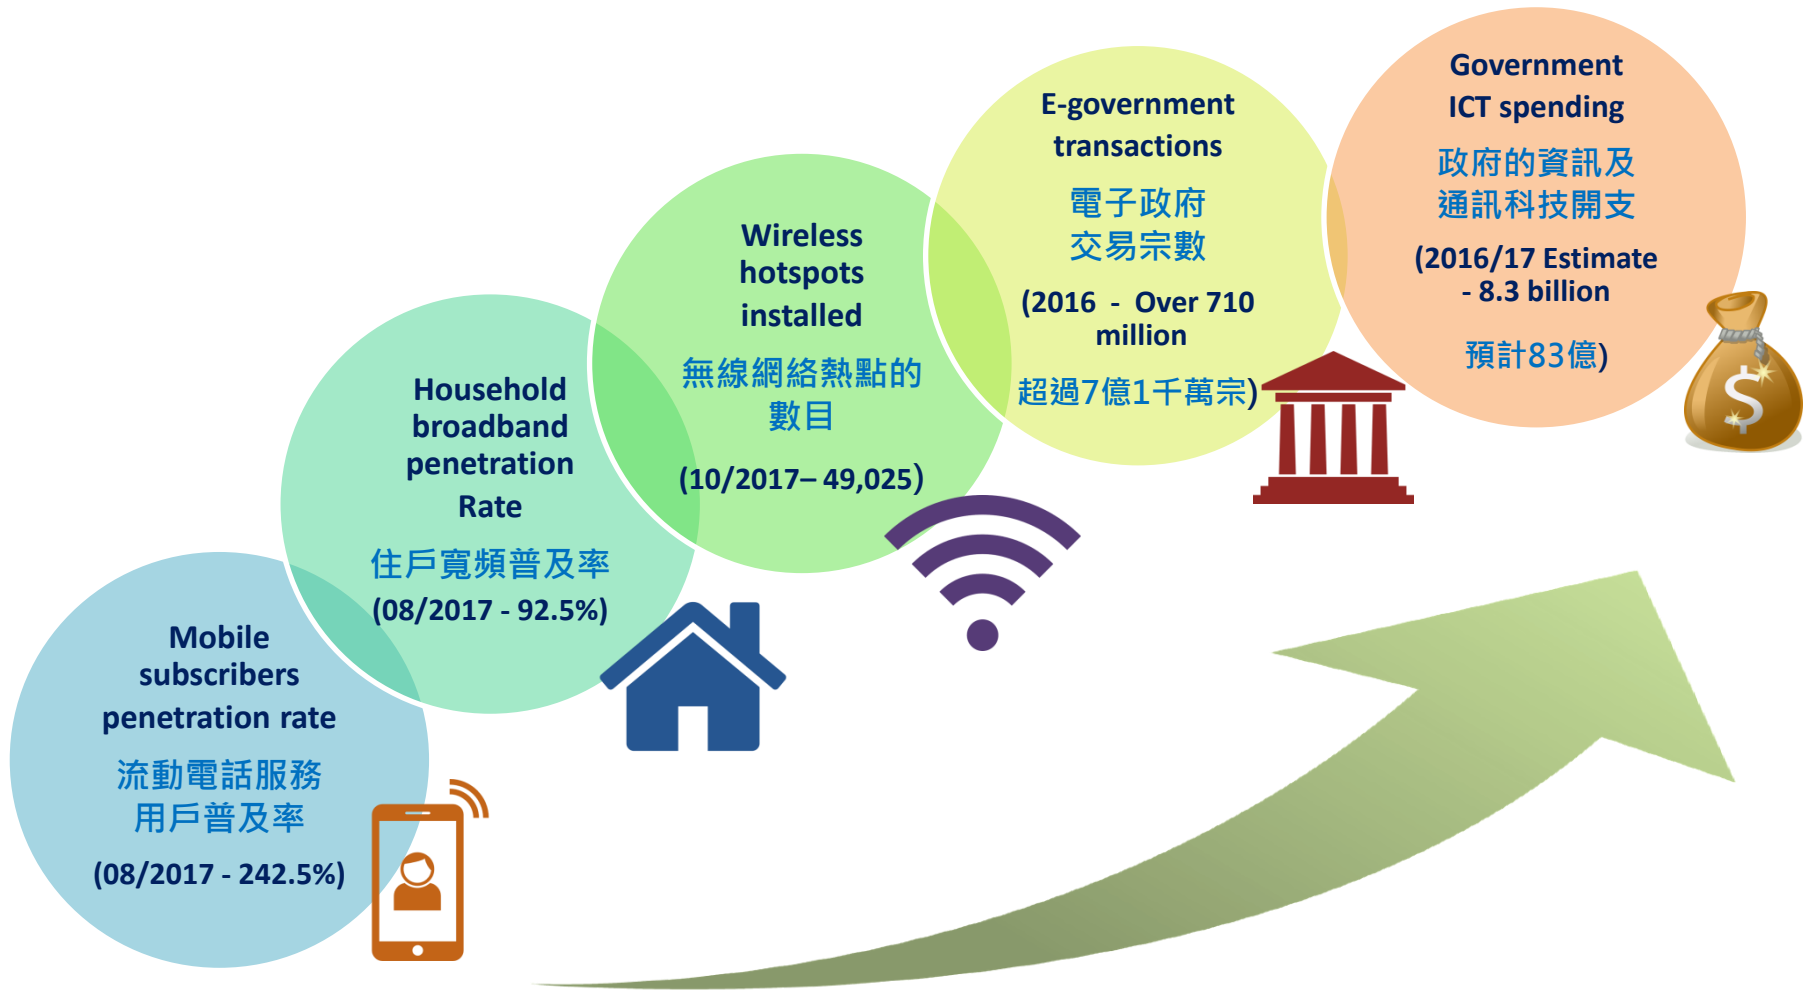 Mobile
subscribers
penetration rate
流動電話服務
用戶普及率
(08/2017 - 242.5%)
Household
broadband
penetration
Rate
住戶寬頻普及率
(08/2017 - 92.5%)
Wireless
hotspots
installed
無線網絡熱點的
數目
(10/2017– 49,025)
E-government
transactions
電子政府
交易宗數
(2016 - Over 710
million
超過7億1千萬宗)
Government
ICT spending
政府的資訊及
通訊科技開支
(2016/17 Estimate
- 8.3 billion
預計83億)
$